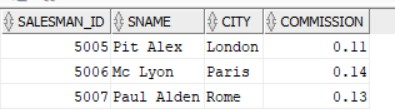 SALESMAN_ID SNAME CITY COMMISSION
5005 Pit Alex London 0.11
5006 Mc Lyon Paris 0.14
5007 Paul Alden Rome 0.13